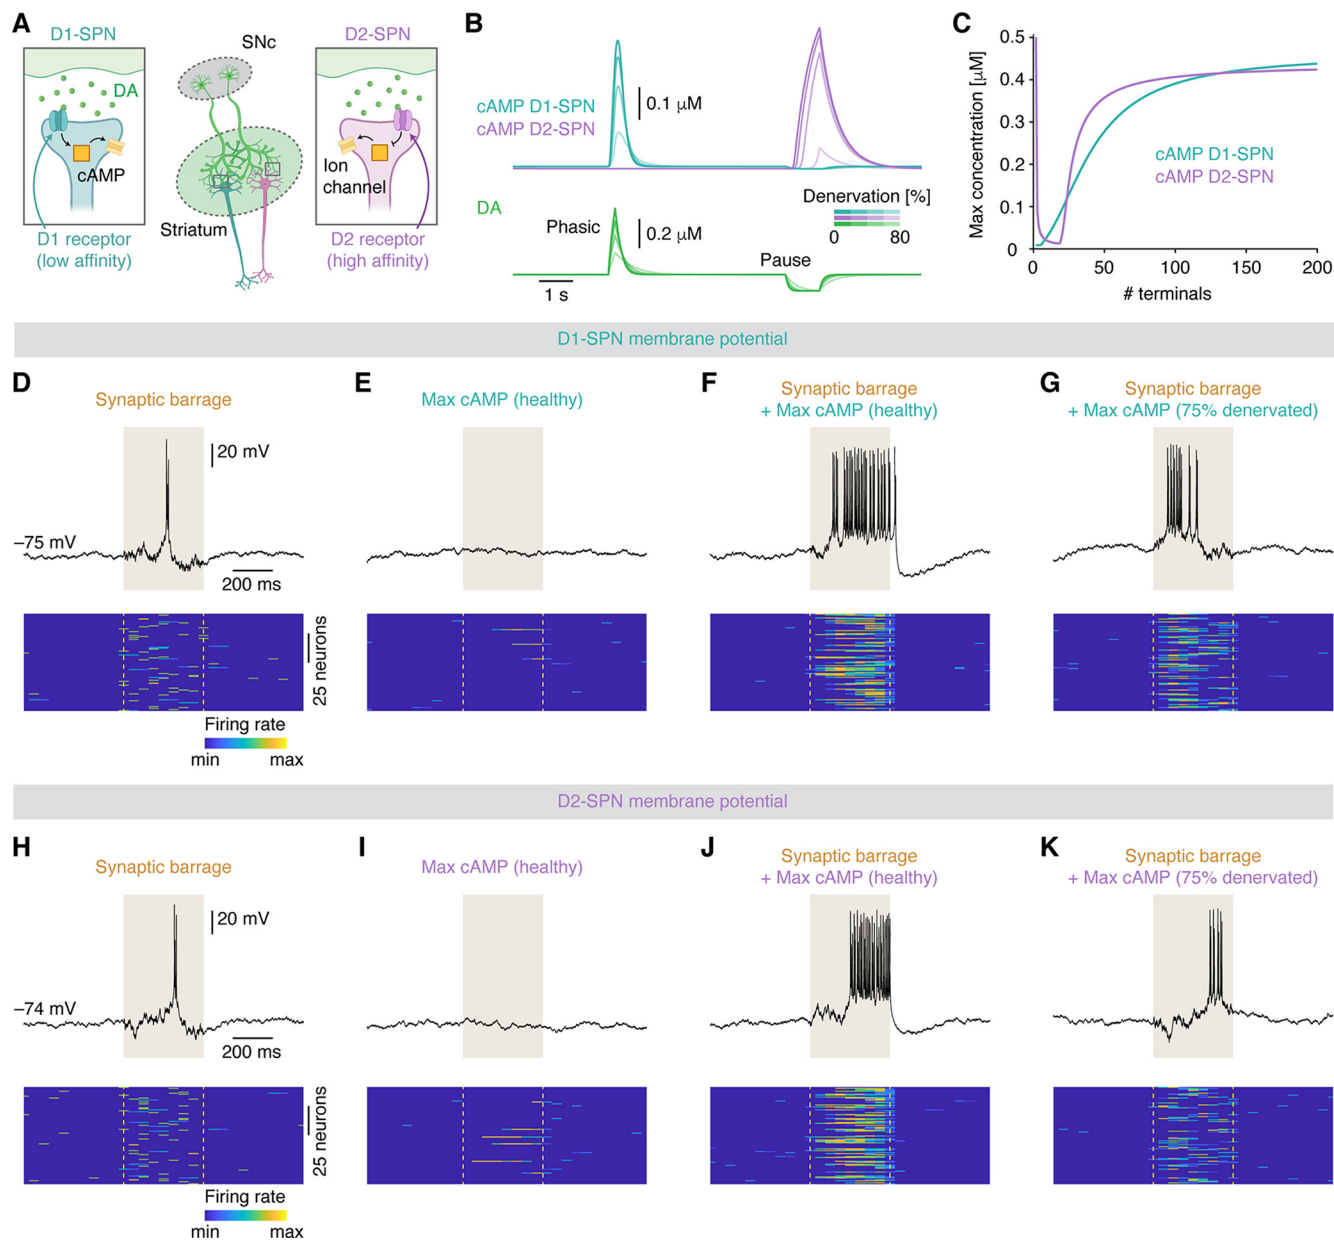 A
D1-SPN
SNc
D2-SPN
DA
cAMP
Ion
channel
Striatum
D1 receptor
(low affinity)
D2 receptor
(high affinity)
B
cAMP D1-SPN
cAMP D2-SPN
0.1 μM
Denervation [%]
0 80
DA
Phasic
0.2 μM
Pause
1 s
C
Max concentration [μM]
0.5
0.4
0.3
0.2
0.1
0
cAMP D1-SPN
cAMP D2-SPN
0 50 100 150 200
# terminals
D1-SPN membrane potential
D
Synaptic barrage
20 mV
–75 mV
200 ms
25 neurons
Firing rate
min max
E
Max cAMP (healthy)
F
Synaptic barrage
+ Max cAMP (healthy)
G
Synaptic barrage
+ Max cAMP (75% denervated)
D2-SPN membrane potential
H
Synaptic barrage
20 mV
–74 mV
200 ms
25 neurons
Firing rate
min max
I
Max cAMP (healthy)
J
Synaptic barrage
+ Max cAMP (healthy)
K
Synaptic barrage
+ Max cAMP (75% denervated)